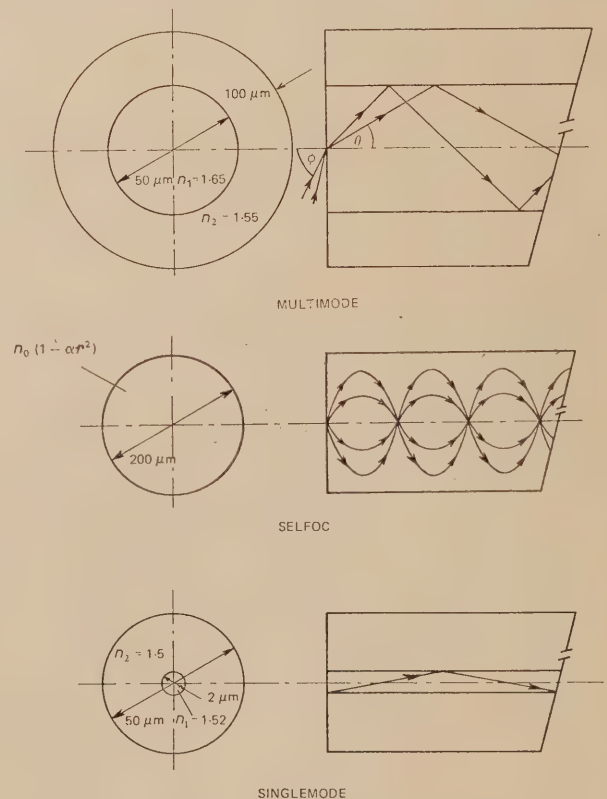 100 μm
50 μm n₁ = 1·65
n₂ = 1·55
φ
θ
MULTIMODE
n₀ (1 − αr²)
200 μm
SELFOC
n₂ = 1·5
2 μm
50 μm n₁ = 1·52
SINGLEMODE